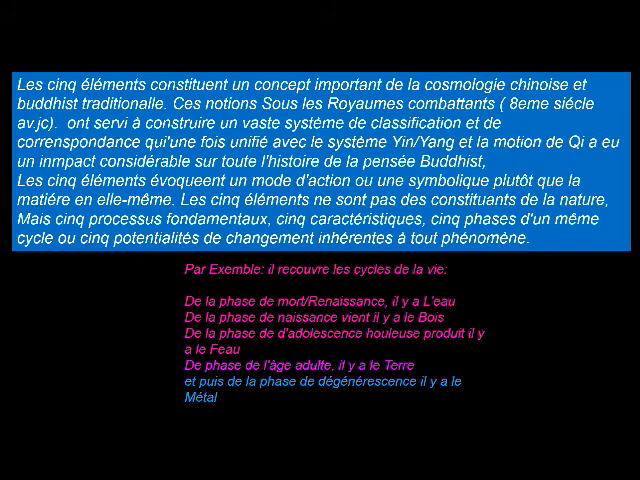 Les cinq éléments constituent un concept important de la cosmologie chinoise et
buddhist traditionalle. Ces notions Sous les Royaumes combattants ( 8eme siécle
av.jc).  ont servi à construire un vaste système de classification et de
correnspondance qui'une fois unifié avec le système Yin/Yang et la motion de Qi a eu
un inmpact considérable sur toute l'histoire de la pensée Buddhist,
Les cinq éléments évoqueent un mode d'action ou une symbolique plutôt que la
matiére en elle-même. Les cinq éléments ne sont pas des constituants de la nature,
Mais cinq processus fondamentaux, cinq caractéristiques, cinq phases d'un même
cycle ou cinq potentialités de changement inhérentes à tout phénomène.
Par Exemble: il recouvre les cycles de la vie:
De la phase de mort/Renaissance, il y a L'eau
De la phase de naissance vient il y a le Bois
De la phase de d'adolescence houleuse produit il y
a le Feau
De phase de l'àge adulte, il y a le Terre
et puis de la phase de dégénérescence il y a le
Métal